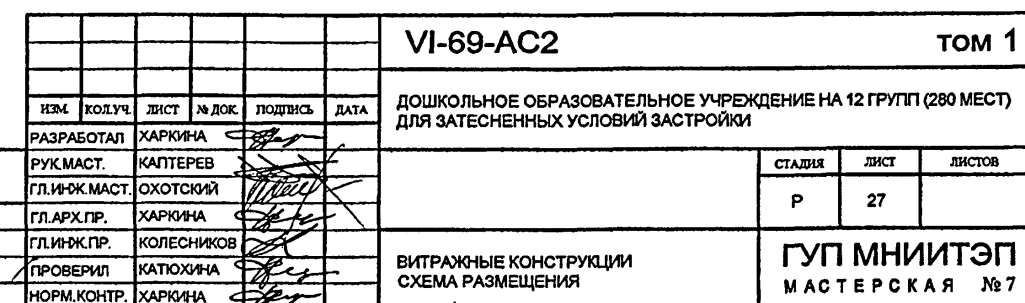 VI-69-АС2 ТОМ 1
ДОШКОЛЬНОЕ ОБРАЗОВАТЕЛЬНОЕ УЧРЕЖДЕНИЕ НА 12 ГРУПП (280 МЕСТ)
ДЛЯ ЗАТЕСНЕННЫХ УСЛОВИЙ ЗАСТРОЙКИ
ИЗМ. КОЛ.УЧ. ЛИСТ № ДОК. ПОДПИСЬ ДАТА
РАЗРАБОТАЛ ХАРКИНА
РУК.МАСТ. КАПТЕРЕВ
ГЛ.ИНЖ.МАСТ. ОХОТСКИЙ
ГЛ.АРХ.ПР. ХАРКИНА
ГЛ.ИНЖ.ПР. КОЛЕСНИКОВ
ПРОВЕРИЛ КАТЮХИНА
НОРМ.КОНТР. ХАРКИНА
СТАДИЯ ЛИСТ ЛИСТОВ
Р 27
ВИТРАЖНЫЕ КОНСТРУКЦИИ
СХЕМА РАЗМЕЩЕНИЯ
ГУП МНИИТЭП
МАСТЕРСКАЯ №7